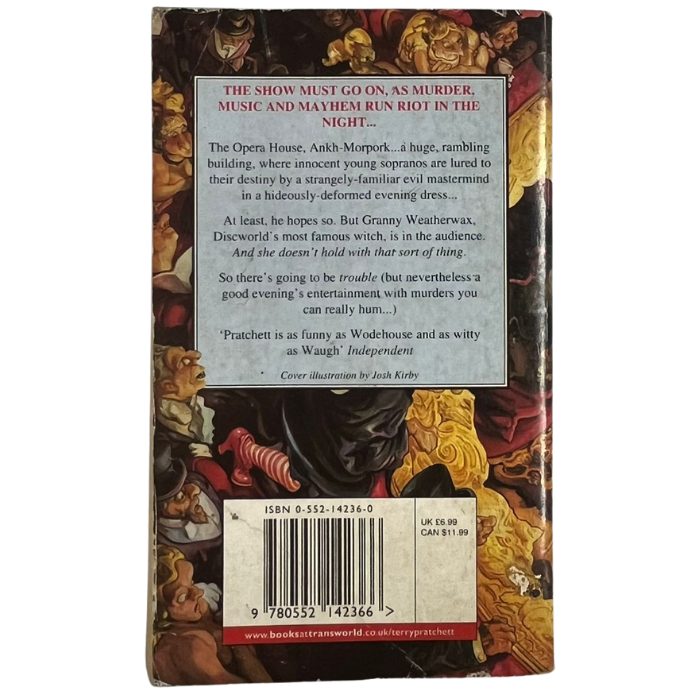 THE SHOW MUST GO ON, AS MURDER,
MUSIC AND MAYHEM RUN RIOT IN THE
NIGHT...
The Opera House, Ankh-Morpork...a huge, rambling
building, where innocent young sopranos are lured to
their destiny by a strangely-familiar evil mastermind
in a hideously-deformed evening dress...
At least, he hopes so. But Granny Weatherwax,
Discworld's most famous witch, is in the audience.
And she doesn't hold with that sort of thing.
So there's going to be trouble (but nevertheless a
good evening's entertainment with murders you
can really hum...)
'Pratchett is as funny as Wodehouse and as witty
as Waugh' Independent
Cover illustration by Josh Kirby
ISBN 0-552-14236-0
UK £6.99
CAN $11.99
9 780552 142366 >
www.booksattransworld.co.uk/terrypratchett